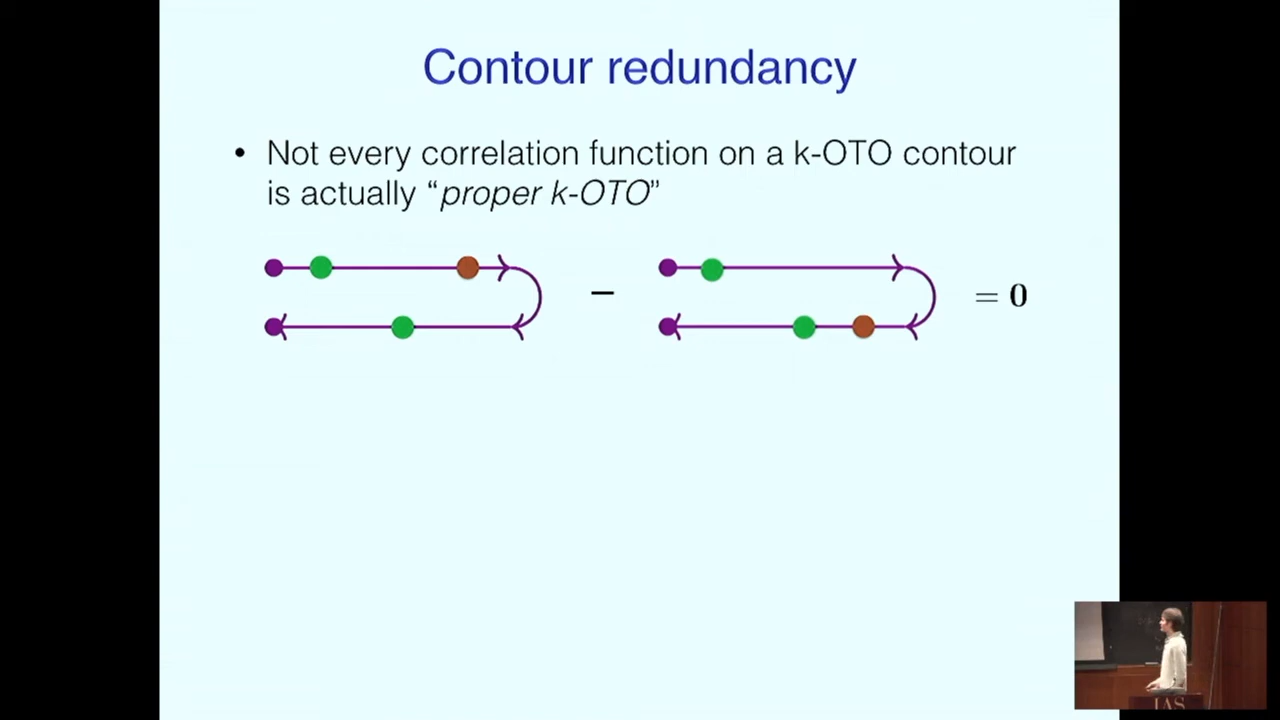 Contour redundancy
• Not every correlation function on a k-OTO contour
is actually “proper k-OTO”
− = 0
IAS